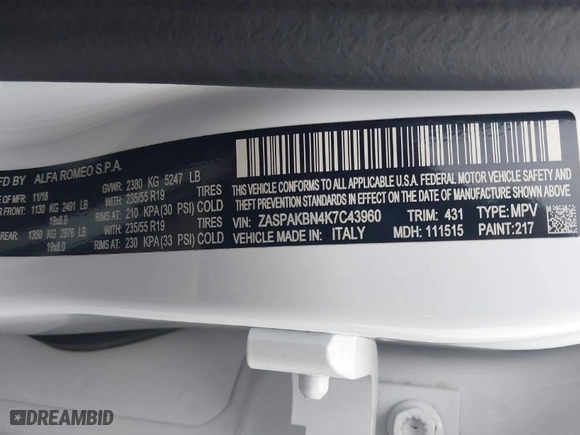 MFD BY ALFA ROMEO S.P.A.
OF MFR: 11/18 GVWR: 2380 KG 5247 LB
FRONT: 1130 KG 2491 LB WITH: 235/55 R19 TIRES
19x8.0 RIMS AT: 210 KPA (30 PSI) COLD
REAR: 1350 KG 2976 LB WITH: 235/55 R19 TIRES
19x8.0 RIMS AT: 230 KPA (33 PSI) COLD
THIS VEHICLE CONFORMS TO ALL APPLICABLE U.S.A. FEDERAL MOTOR VEHICLE SAFETY, BUMPER, AND
THEFT PREVENTION STANDARDS IN EFFECT ON THE DATE OF MANUFACTURE SHOWN ABOVE.
VIN: ZASPAKBN4K7C43960 TRIM: 431 TYPE: MPV
VEHICLE MADE IN: ITALY MDH: 111515 PAINT: 217
DREAMBID